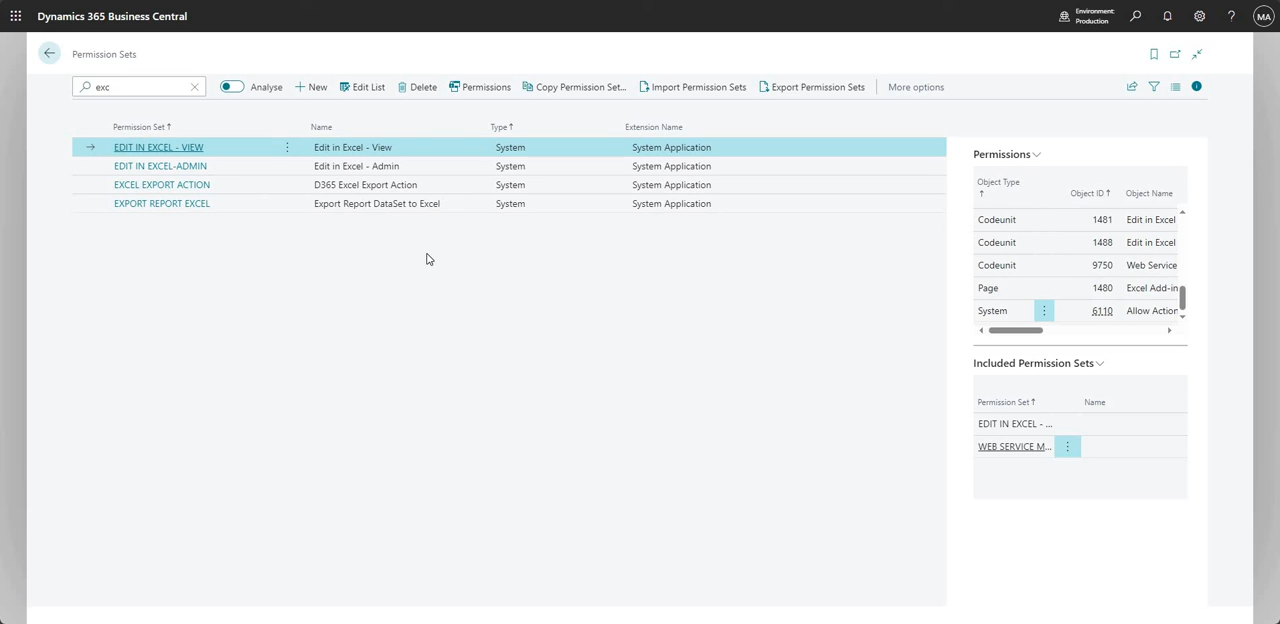 Dynamics 365 Business Central
Environment:
Production
?
MA
Permission Sets
exc
Analyse
New
Edit List
Delete
Permissions
Copy Permission Set...
Import Permission Sets
Export Permission Sets
More options
Permission Set ↑
Name
Type ↑
Extension Name
EDIT IN EXCEL - VIEW
Edit in Excel - View
System
System Application
EDIT IN EXCEL-ADMIN
Edit in Excel - Admin
System
System Application
EXCEL EXPORT ACTION
D365 Excel Export Action
System
System Application
EXPORT REPORT EXCEL
Export Report DataSet to Excel
System
System Application
Permissions
Object Type
↑
Object ID ↑
Object Name
Codeunit
1481
Edit in Excel
Codeunit
1488
Edit in Excel
Codeunit
9750
Web Service
Page
1480
Excel Add-in
System
6110
Allow Action
Included Permission Sets
Permission Set ↑
Name
EDIT IN EXCEL - ...
WEB SERVICE M...